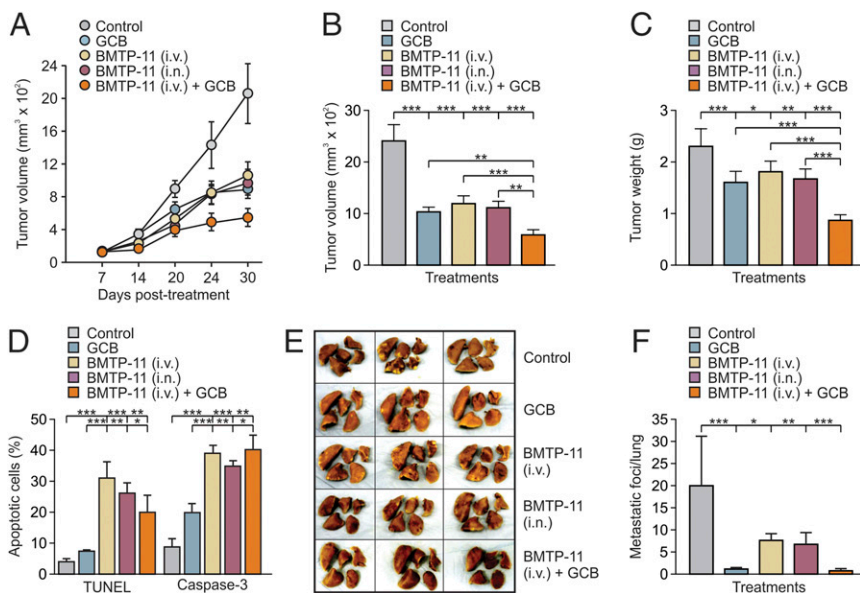 A
Control
GCB
BMTP-11 (i.v.)
BMTP-11 (i.n.)
BMTP-11 (i.v.) + GCB
Tumor volume (mm³ x 10²)
24
20
16
12
8
4
0
7 14 20 24 30
Days post-treatment
B
Control
GCB
BMTP-11 (i.v.)
BMTP-11 (i.n.)
BMTP-11 (i.v.) + GCB
Tumor volume (mm³ x 10²)
30
20
10
0
*** *** *** ***
**
***
**
Treatments
C
Control
GCB
BMTP-11 (i.v.)
BMTP-11 (i.n.)
BMTP-11 (i.v.) + GCB
Tumor weight (g)
3
2
1
0
*** * ** ***
***
***
***
Treatments
D
Control
GCB
BMTP-11 (i.v.)
BMTP-11 (i.n.)
BMTP-11 (i.v.) + GCB
Apoptotic cells (%)
50
40
30
20
10
0
*** *** ** *** *** **
*** ** * *** ** *
TUNEL Caspase-3
E
Control
GCB
BMTP-11
(i.v.)
BMTP-11
(i.n.)
BMTP-11
(i.v.) + GCB
F
Control
GCB
BMTP-11 (i.v.)
BMTP-11 (i.n.)
BMTP-11 (i.v.) + GCB
Metastatic foci/lung
35
30
25
20
15
10
5
0
*** * ** ***
Treatments